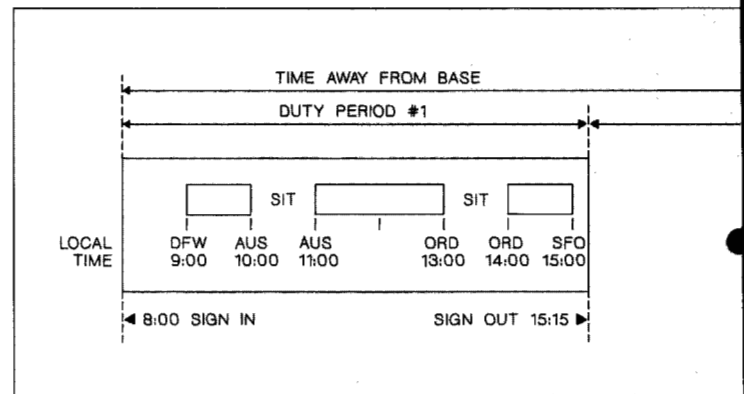 TIME AWAY FROM BASE
DUTY PERIOD #1
SIT SIT
LOCAL TIME
DFW AUS AUS ORD ORD SFO
9:00 10:00 11:00 13:00 14:00 15:00
8:00 SIGN IN SIGN OUT 15:15